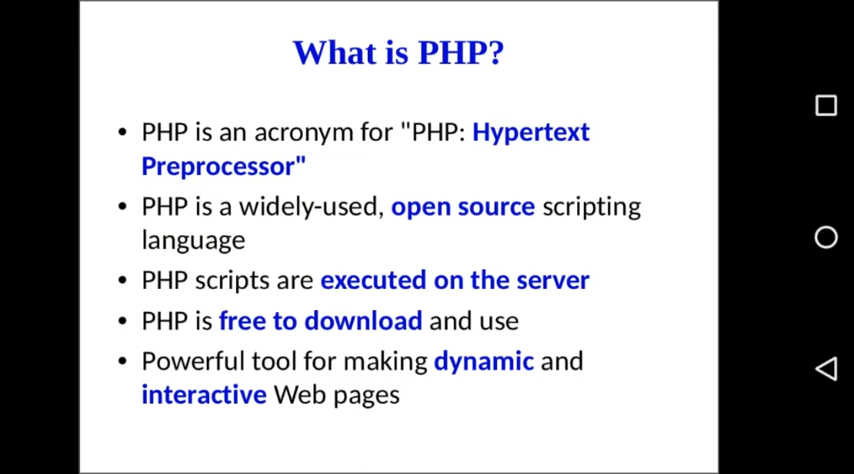 What is PHP?
• PHP is an acronym for "PHP: Hypertext
Preprocessor"
• PHP is a widely-used, open source scripting
language
• PHP scripts are executed on the server
• PHP is free to download and use
• Powerful tool for making dynamic and
interactive Web pages